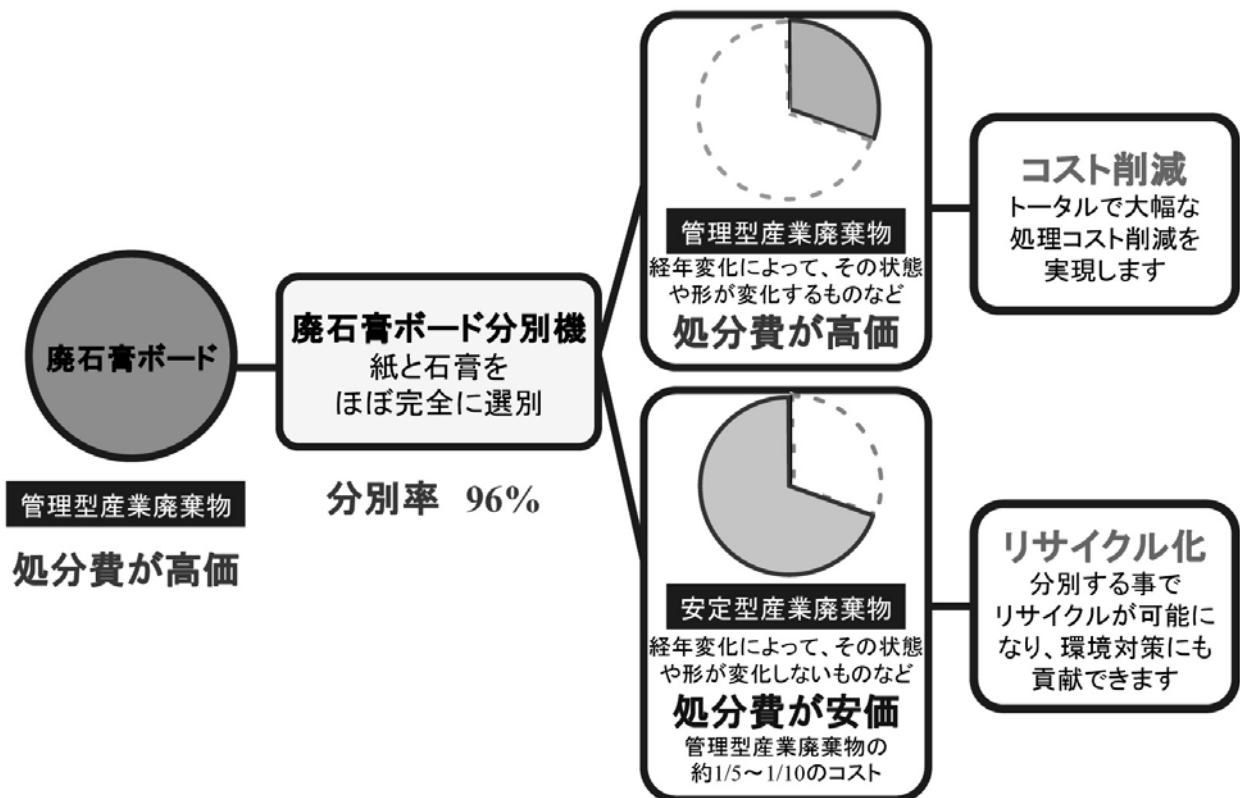 廃石膏ボード
管理型産業廃棄物
処分費が高価
廃石膏ボード分別機
紙と石膏を
ほぼ完全に選別
分別率 96%
管理型産業廃棄物
経年変化によって、その状態
や形が変化するものなど
処分費が高価
安定型産業廃棄物
経年変化によって、その状態
や形が変化しないものなど
処分費が安価
管理型産業廃棄物の
約1/5～1/10のコスト
コスト削減
トータルで大幅な
処理コスト削減を
実現します
リサイクル化
分別する事で
リサイクルが可能に
なり、環境対策にも
貢献できます